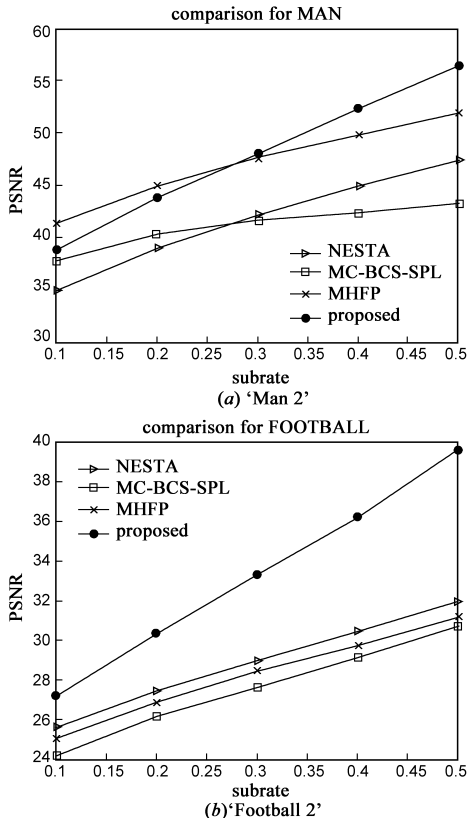 comparison for MAN
60
55
50
45
40
35
30
PSNR
NESTA
MC-BCS-SPL
MHFP
proposed
0.1 0.15 0.2 0.25 0.3 0.35 0.4 0.45 0.5
subrate
(a) ‘Man 2’
comparison for FOOTBALL
40
38
36
34
32
30
28
26
24
PSNR
NESTA
MC-BCS-SPL
MHFP
proposed
0.1 0.15 0.2 0.25 0.3 0.35 0.4 0.45 0.5
subrate
(b)‘Football 2’